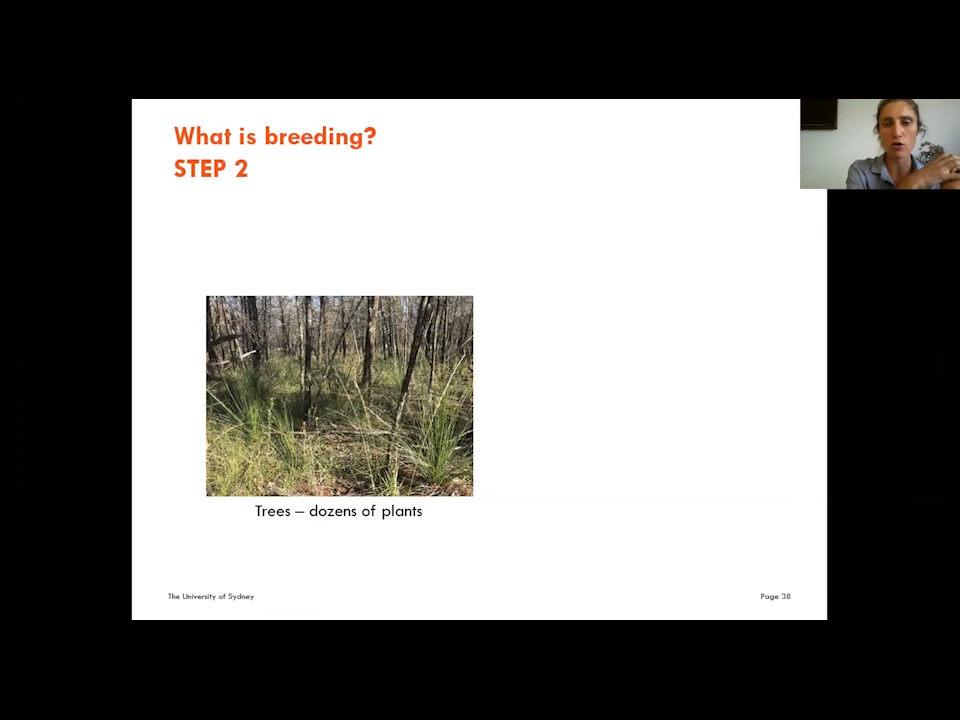 What is breeding?
STEP 2
Trees – dozens of plants
The University of Sydney
Page 38